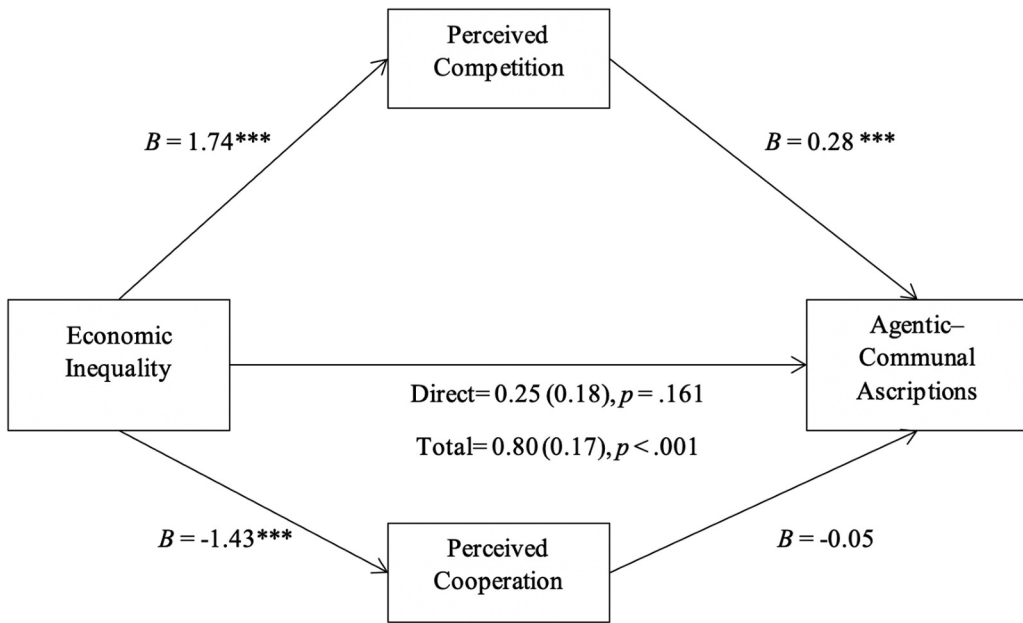 Perceived
Competition
B = 1.74***
B = 0.28 ***
Economic
Inequality
Agentic–
Communal
Ascriptions
Direct= 0.25 (0.18), p = .161
Total= 0.80 (0.17), p < .001
B = -1.43***
B = -0.05
Perceived
Cooperation